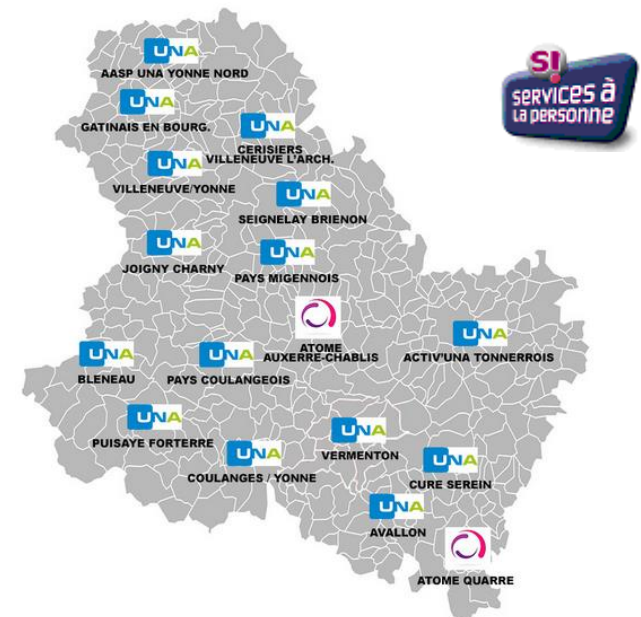 UNA
AASP UNA YONNE NORD
UNA
GATINAIS EN BOURG.
UNA
CERISIERS
VILLENEUVE L'ARCH.
UNA
VILLENEUVE/YONNE
UNA
SEIGNELAY BRIENON
UNA
JOIGNY CHARNY
UNA
PAYS MIGENNOIS
ATOME
AUXERRE-CHABLIS
UNA
ACTIV'UNA TONNERROIS
UNA
BLENEAU
UNA
PAYS COULANGEOIS
UNA
PUISAYE FORTERRE
UNA
VERMENTON
UNA
COULANGES / YONNE
UNA
CURE SEREIN
UNA
AVALLON
ATOME QUARRE
S!
SERVICES à
LA PERSONNE